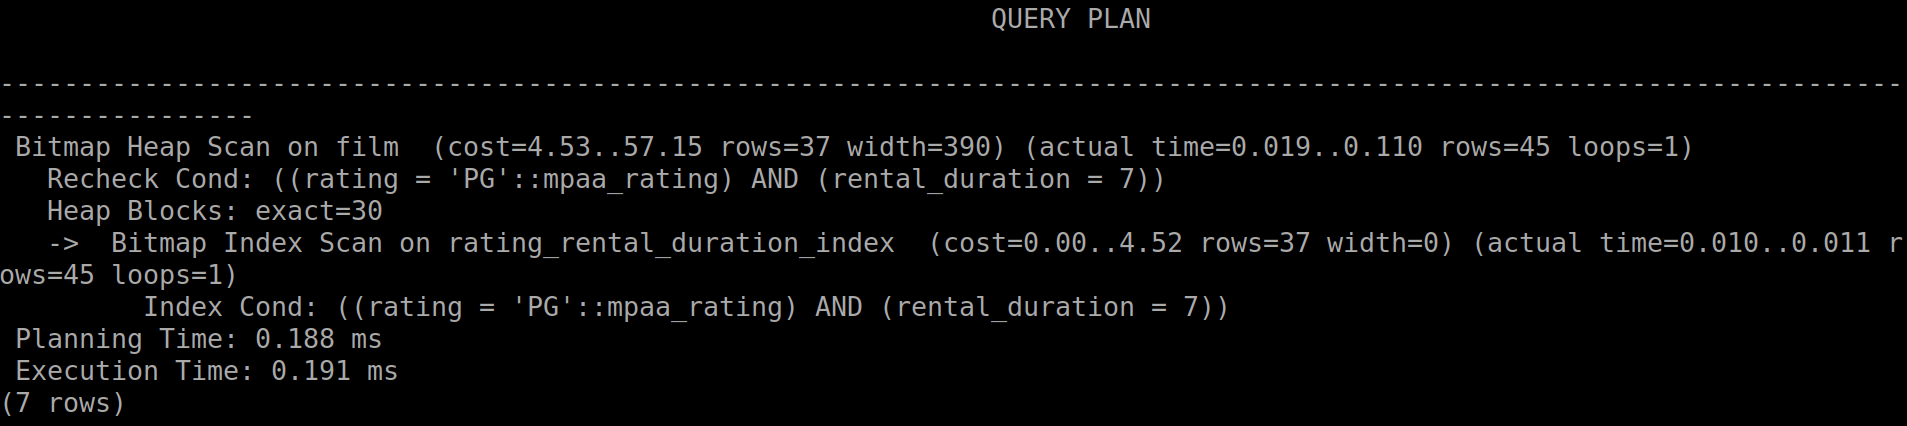 QUERY PLAN
-----------------------------------------------------------------------------------------------------------------------
----------------
Bitmap Heap Scan on film  (cost=4.53..57.15 rows=37 width=390) (actual time=0.019..0.110 rows=45 loops=1)
Recheck Cond: ((rating = 'PG'::mpaa_rating) AND (rental_duration = 7))
Heap Blocks: exact=30
->  Bitmap Index Scan on rating_rental_duration_index  (cost=0.00..4.52 rows=37 width=0) (actual time=0.010..0.011 r
ows=45 loops=1)
Index Cond: ((rating = 'PG'::mpaa_rating) AND (rental_duration = 7))
Planning Time: 0.188 ms
Execution Time: 0.191 ms
(7 rows)